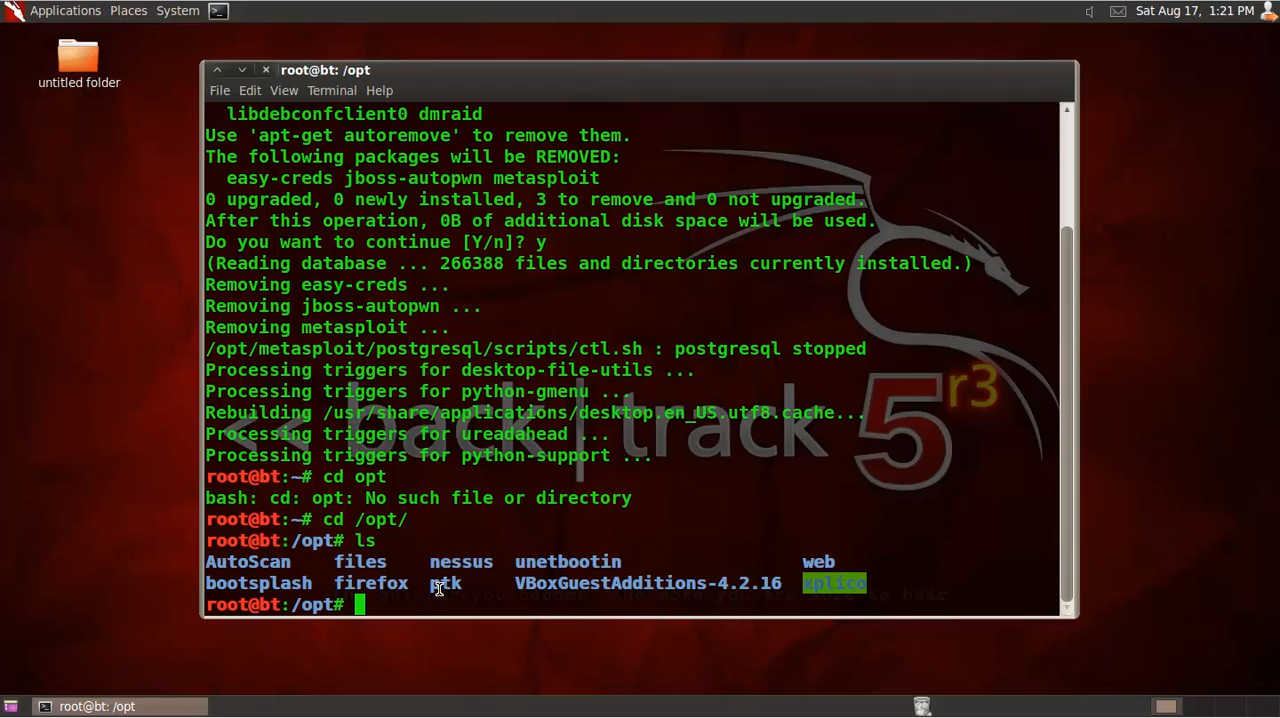 Applications Places System Sat Aug 17, 1:21 PM
untitled folder
root@bt: /opt
File Edit View Terminal Help
libdebconfclient0 dmraid
Use 'apt-get autoremove' to remove them.
The following packages will be REMOVED:
easy-creds jboss-autopwn metasploit
0 upgraded, 0 newly installed, 3 to remove and 0 not upgraded.
After this operation, 0B of additional disk space will be used.
Do you want to continue [Y/n]? y
(Reading database ... 266388 files and directories currently installed.)
Removing easy-creds ...
Removing jboss-autopwn ...
Removing metasploit ...
/opt/metasploit/postgresql/scripts/ctl.sh : postgresql stopped
Processing triggers for desktop-file-utils ...
Processing triggers for python-gmenu ...
Rebuilding /usr/share/applications/desktop.en_US.utf8.cache...
Processing triggers for ureadahead ...
Processing triggers for python-support ...
<< back | track 5 r3
root@bt:~# cd opt
bash: cd: opt: No such file or directory
root@bt:~# cd /opt/
root@bt:/opt# ls
AutoScan files nessus unetbootin web
bootsplash firefox ptk VBoxGuestAdditions-4.2.16 xplico
root@bt:/opt#
root@bt: /opt